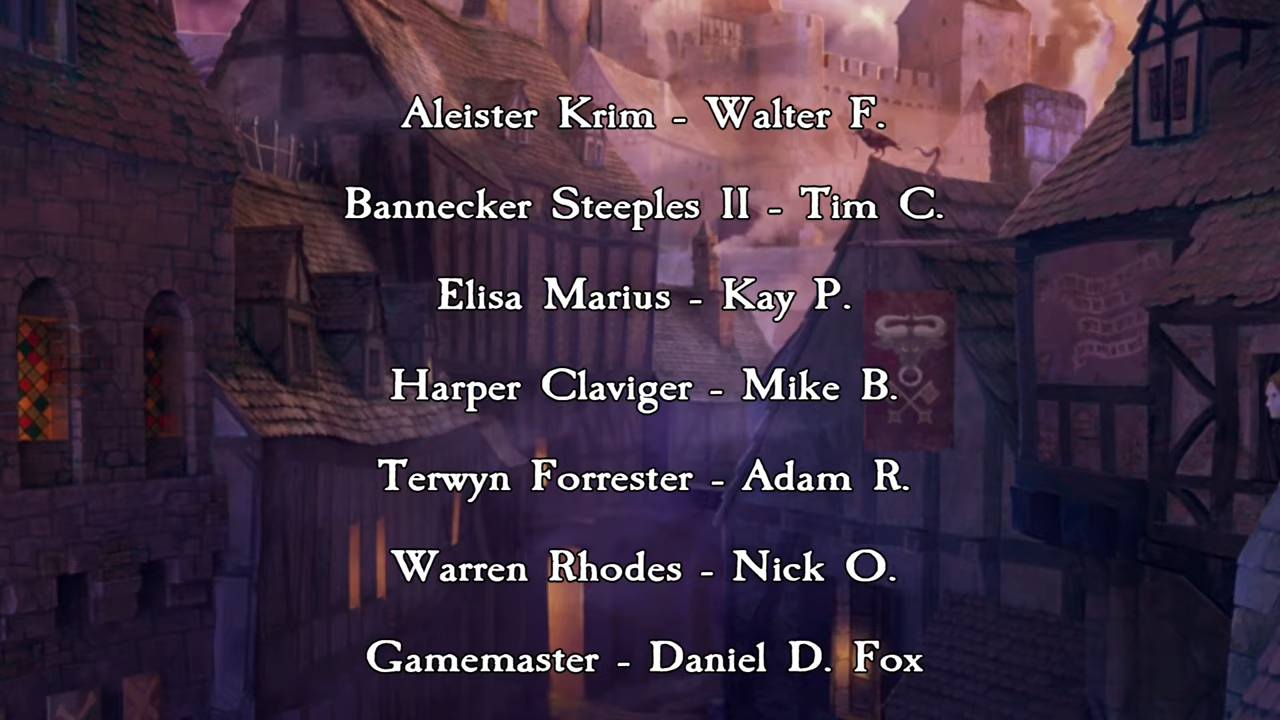 Aleister Krim - Walter F.
Bannecker Steeples II - Tim C.
Elisa Marius - Kay P.
Harper Claviger - Mike B.
Terwyn Forrester - Adam R.
Warren Rhodes - Nick O.
Gamemaster - Daniel D. Fox